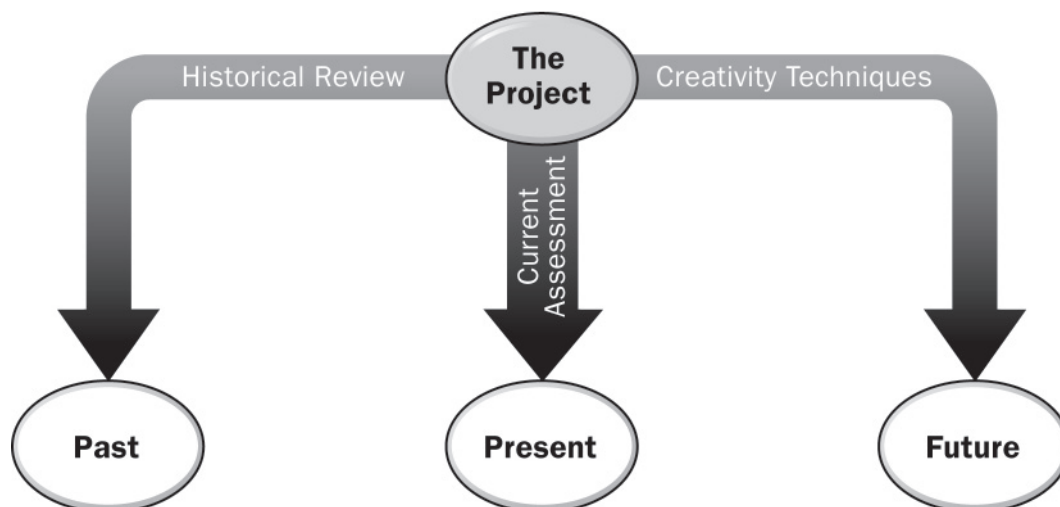 The
Project
Historical Review
Creativity Techniques
Current
Assessment
Past
Present
Future